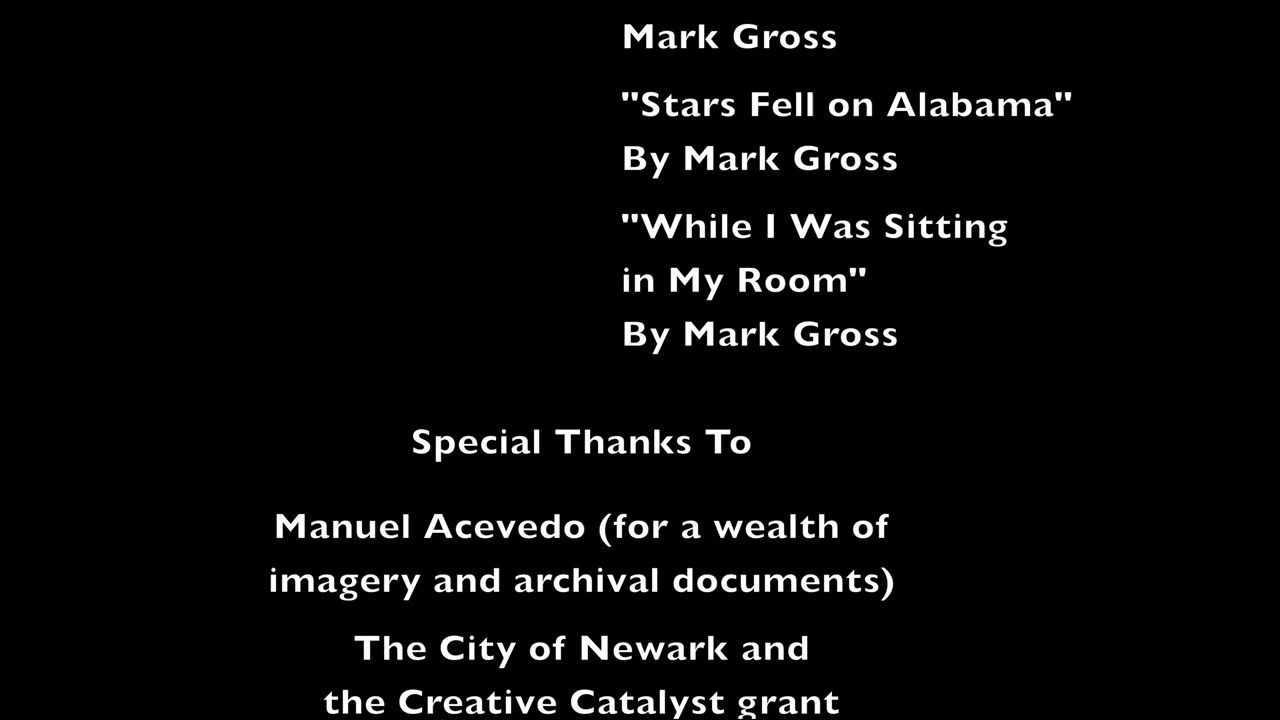 Mark Gross
"Stars Fell on Alabama"
By Mark Gross
"While I Was Sitting
in My Room"
By Mark Gross
Special Thanks To
Manuel Acevedo (for a wealth of
imagery and archival documents)
The City of Newark and
the Creative Catalyst grant